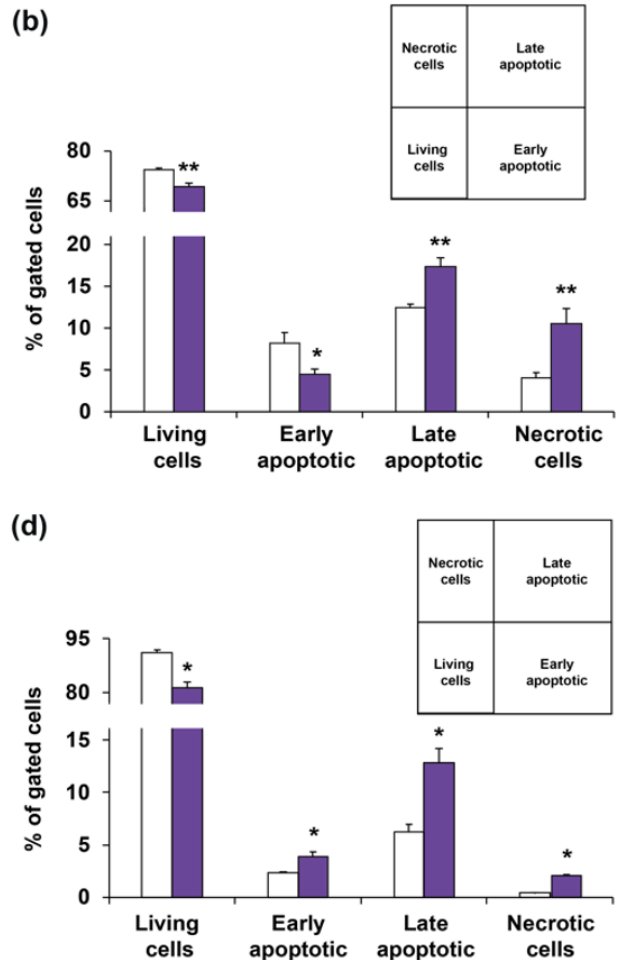 (b)
Necrotic cells
Late apoptotic
Living cells
Early apoptotic
% of gated cells
80
65
20
15
10
5
0
**
*
**
**
Living cells
Early apoptotic
Late apoptotic
Necrotic cells
(d)
Necrotic cells
Late apoptotic
Living cells
Early apoptotic
% of gated cells
95
80
15
10
5
0
*
*
*
*
Living cells
Early apoptotic
Late apoptotic
Necrotic cells